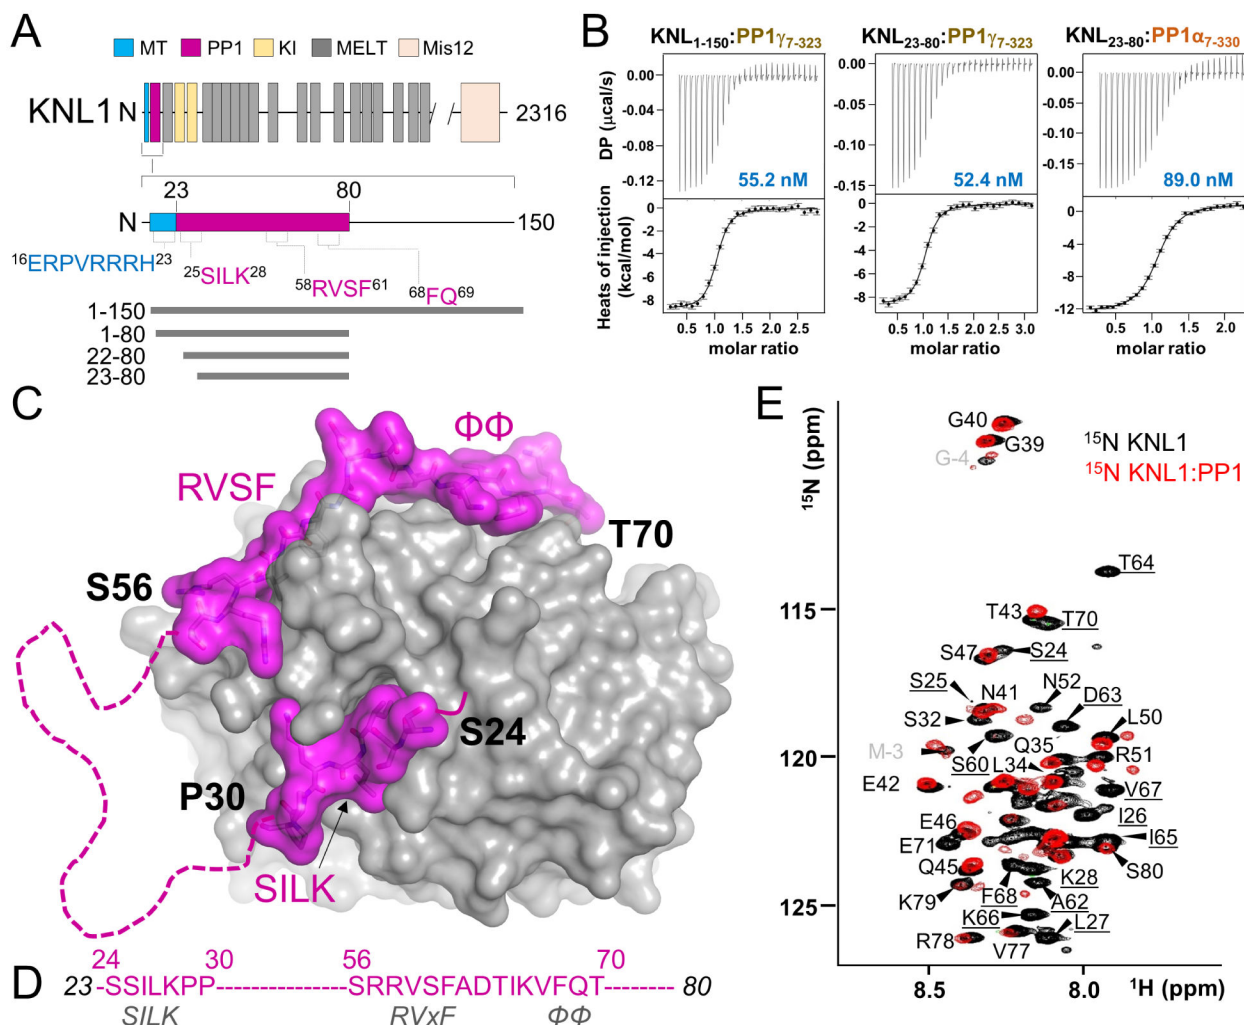 A
MT PP1 KI MELT Mis12
KNL1 N 2316
23 80
N 150
¹⁶ERPVRRRH²³
²⁵SILK²⁸
⁵⁸RVSF⁶¹
⁶⁸FQ⁶⁹
1-150
1-80
22-80
23-80
B
KNL₁₋₁₅₀:PP1γ₇₋₃₂₃ KNL₂₃₋₈₀:PP1γ₇₋₃₂₃ KNL₂₃₋₈₀:PP1α₇₋₃₃₀
DP (µcal/s)
0.00
-0.04
-0.08
-0.12
55.2 nM
0.00
-0.05
-0.10
-0.15
52.4 nM
0.00
-0.05
-0.10
-0.15
89.0 nM
Heats of injection
(kcal/mol)
0
-2
-4
-6
-8
0
-2
-4
-6
-8
0
-4
-8
-12
0.5 1.0 1.5 2.0 2.5
0.5 1.0 1.5 2.0 2.5 3.0
0.5 1.0 1.5 2.0
molar ratio
molar ratio
molar ratio
C
ΦΦ
RVSF
T70
S56
S24
P30
SILK
D
24 30 56 70
23 -SSILKPP---------------SRRVSFADTIKVFQT-------- 80
SILK RVxF ΦΦ
E
¹⁵N (ppm)
¹⁵N KNL1
¹⁵N KNL1:PP1
G40
G39
G-4
T64
115
T43
T70
S47
S24
S25
N41
N52
D63
S32
L50
M-3
Q35
120
S60
L34
R51
E42
V67
I26
E46
I65
E71
S80
Q45
K28
K79
F68
A62
125
K66
L27
R78
V77
8.5 8.0 ¹H (ppm)